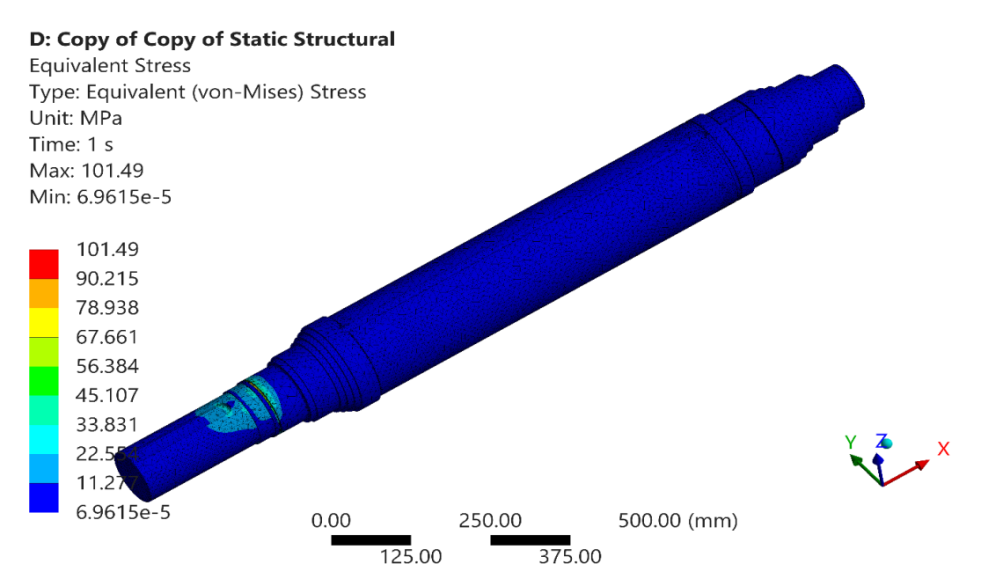 D: Copy of Copy of Static Structural
Equivalent Stress
Type: Equivalent (von-Mises) Stress
Unit: MPa
Time: 1 s
Max: 101.49
Min: 6.9615e-5
101.49
90.215
78.938
67.661
56.384
45.107
33.831
22.554
11.277
6.9615e-5
Y Z X
0.00 250.00 500.00 (mm)
125.00 375.00